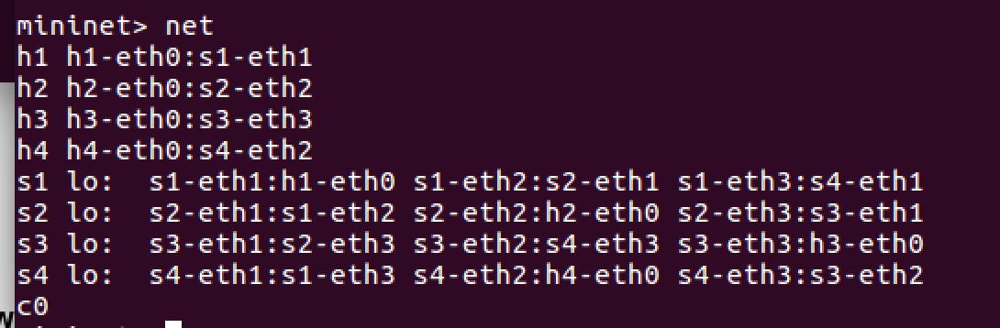 mininet> net
h1 h1-eth0:s1-eth1
h2 h2-eth0:s2-eth2
h3 h3-eth0:s3-eth3
h4 h4-eth0:s4-eth2
s1 lo:  s1-eth1:h1-eth0 s1-eth2:s2-eth1 s1-eth3:s4-eth1
s2 lo:  s2-eth1:s1-eth2 s2-eth2:h2-eth0 s2-eth3:s3-eth1
s3 lo:  s3-eth1:s2-eth3 s3-eth2:s4-eth3 s3-eth3:h3-eth0
s4 lo:  s4-eth1:s1-eth3 s4-eth2:h4-eth0 s4-eth3:s3-eth2
c0